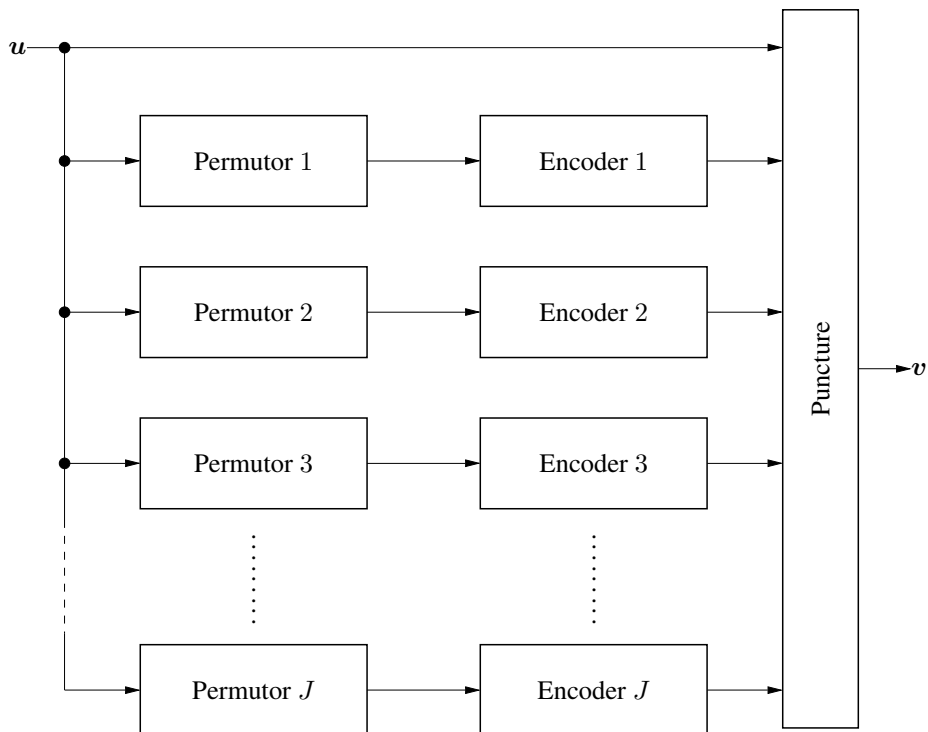 u
Permutor 1
Encoder 1
Permutor 2
Encoder 2
Puncture
v
Permutor 3
Encoder 3
Permutor J
Encoder J